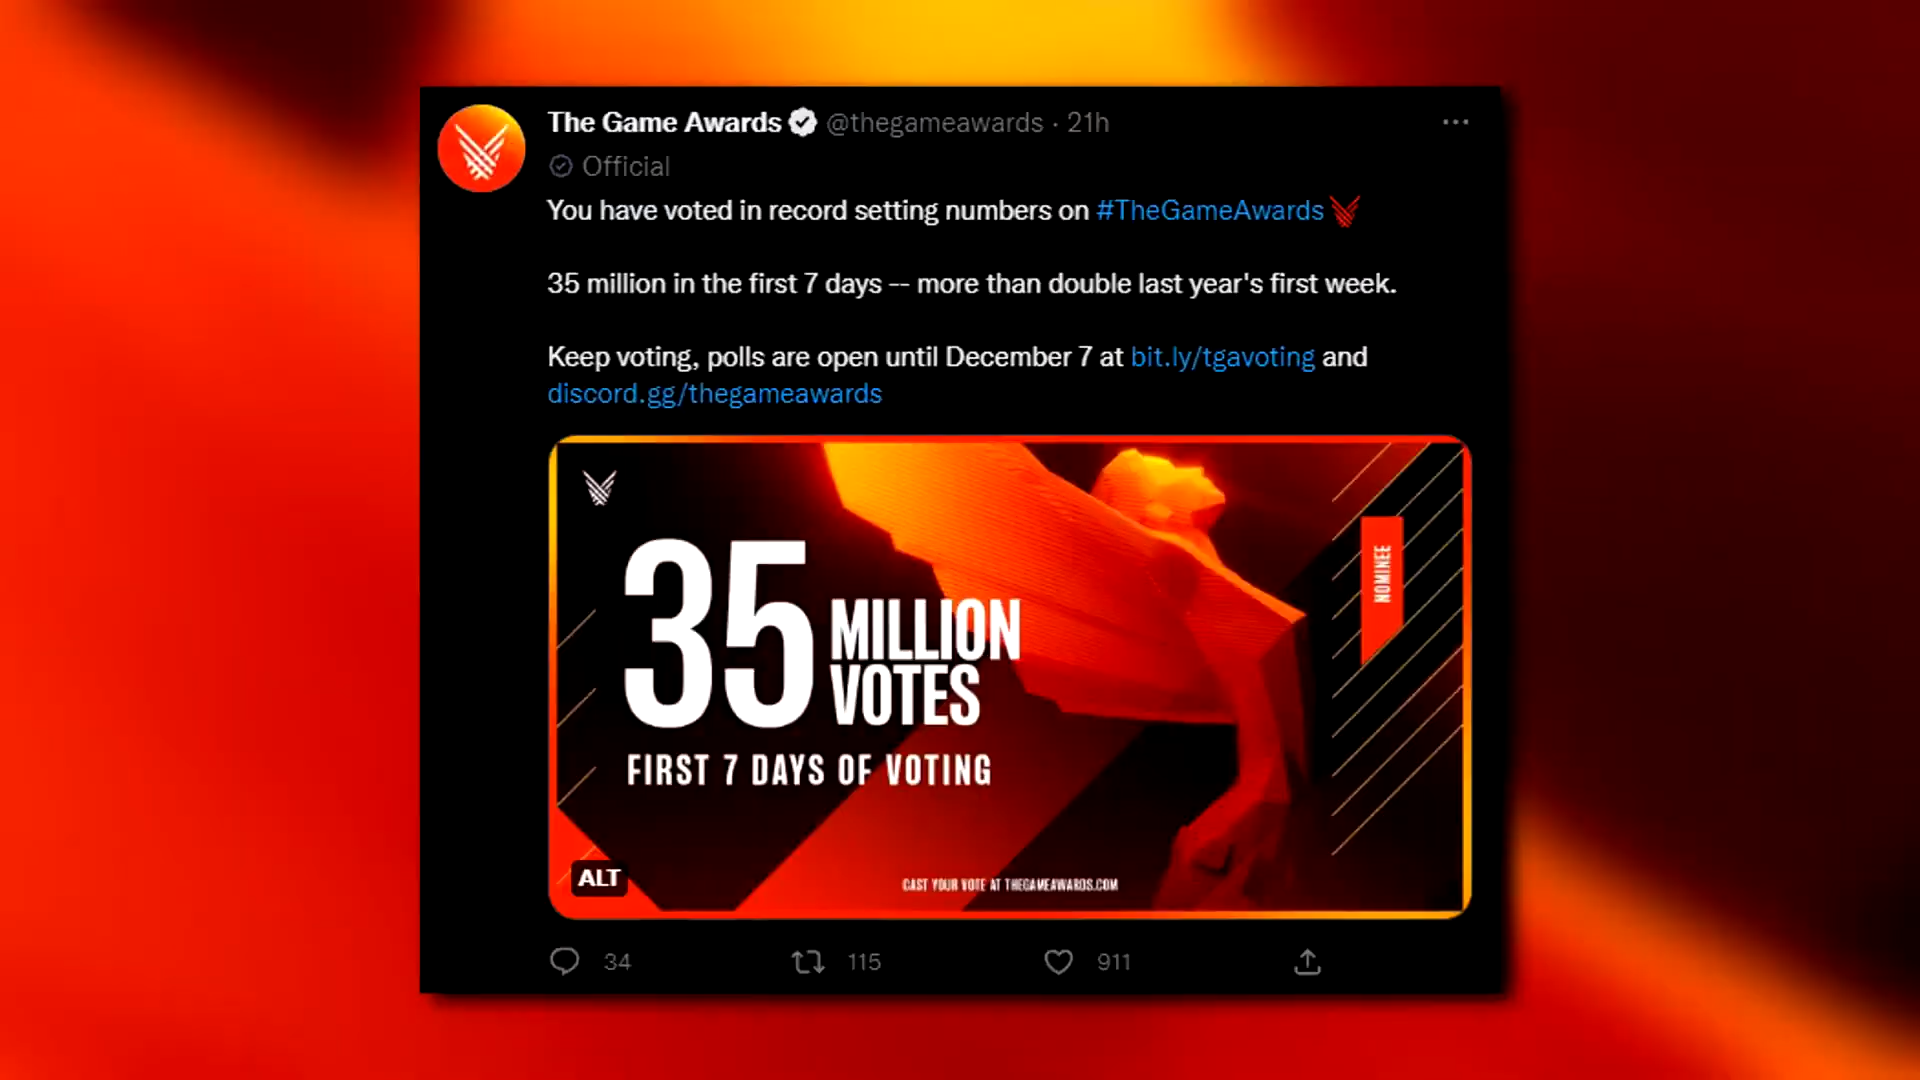 The Game Awards @thegameawards · 21h
Official
You have voted in record setting numbers on #TheGameAwards
35 million in the first 7 days -- more than double last year's first week.
Keep voting, polls are open until December 7 at bit.ly/tgavoting and
discord.gg/thegameawards
35 MILLION
VOTES
FIRST 7 DAYS OF VOTING
NOMINEE
ALT
CAST YOUR VOTE AT THEGAMEAWARDS.COM
34 115 911